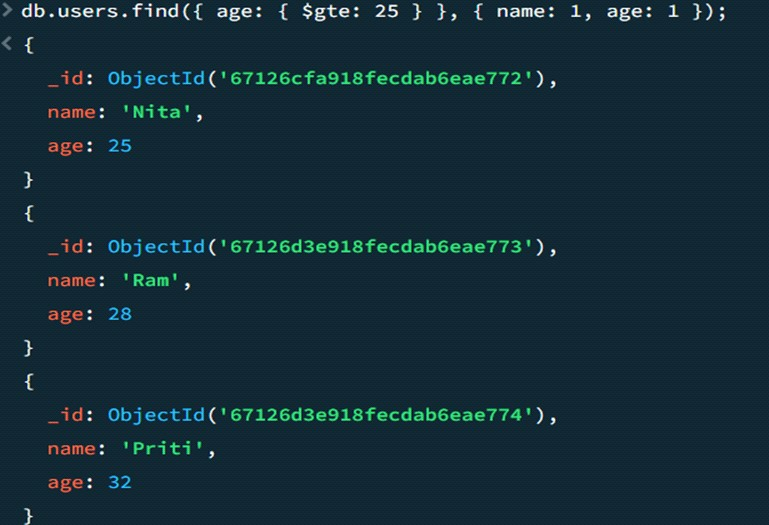 > db.users.find({ age: { $gte: 25 } }, { name: 1, age: 1 });
< {
_id: ObjectId('67126cfa918fecdab6eae772'),
name: 'Nita',
age: 25
}
{
_id: ObjectId('67126d3e918fecdab6eae773'),
name: 'Ram',
age: 28
}
{
_id: ObjectId('67126d3e918fecdab6eae774'),
name: 'Priti',
age: 32
}